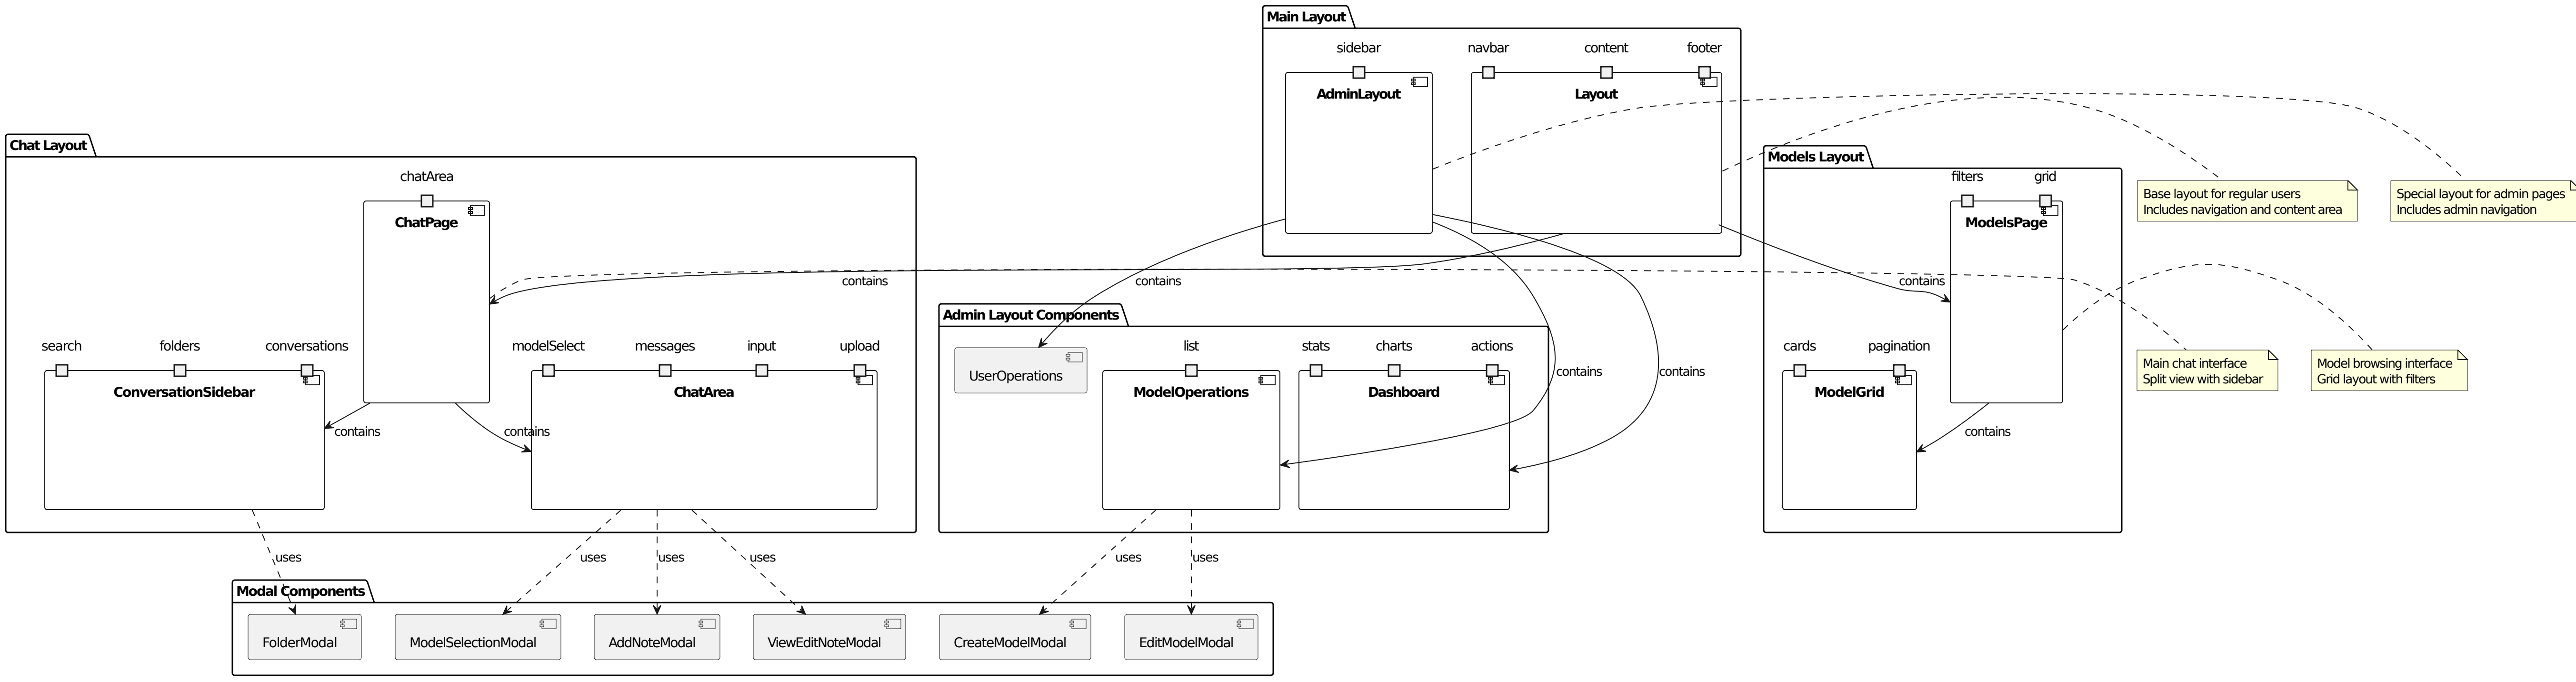 Main Layout
sidebar
navbar
content
footer
AdminLayout
Layout
Chat Layout
chatArea
ChatPage
Models Layout
filters
grid
ModelsPage
Base layout for regular users
Includes navigation and content area
Special layout for admin pages
Includes admin navigation
contains
contains
contains
Admin Layout Components
search
folders
conversations
modelSelect
messages
input
upload
ConversationSidebar
ChatArea
UserOperations
list
ModelOperations
stats
charts
actions
Dashboard
contains
contains
cards
pagination
ModelGrid
Main chat interface
Split view with sidebar
Model browsing interface
Grid layout with filters
contains
contains
contains
uses
uses
uses
uses
uses
uses
Modal Components
FolderModal
ModelSelectionModal
AddNoteModal
ViewEditNoteModal
CreateModelModal
EditModelModal